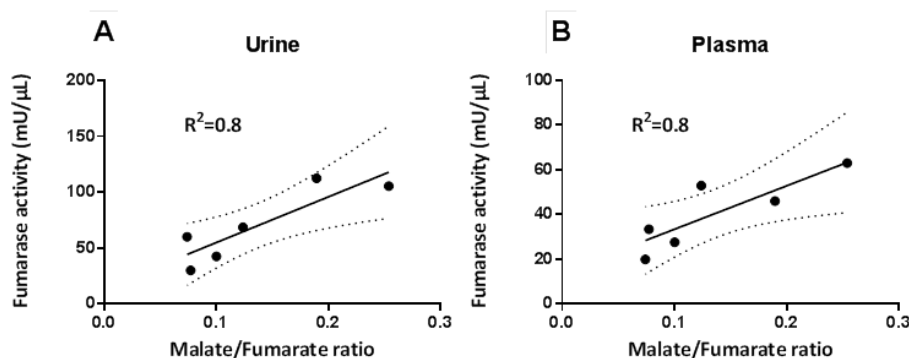 A
Urine
Fumarase activity (mU/µL)
200
150
100
50
0
R²=0.8
0.0 0.1 0.2 0.3
Malate/Fumarate ratio
B
Plasma
Fumarase activity (mU/µL)
100
80
60
40
20
0
R²=0.8
0.0 0.1 0.2 0.3
Malate/Fumarate ratio